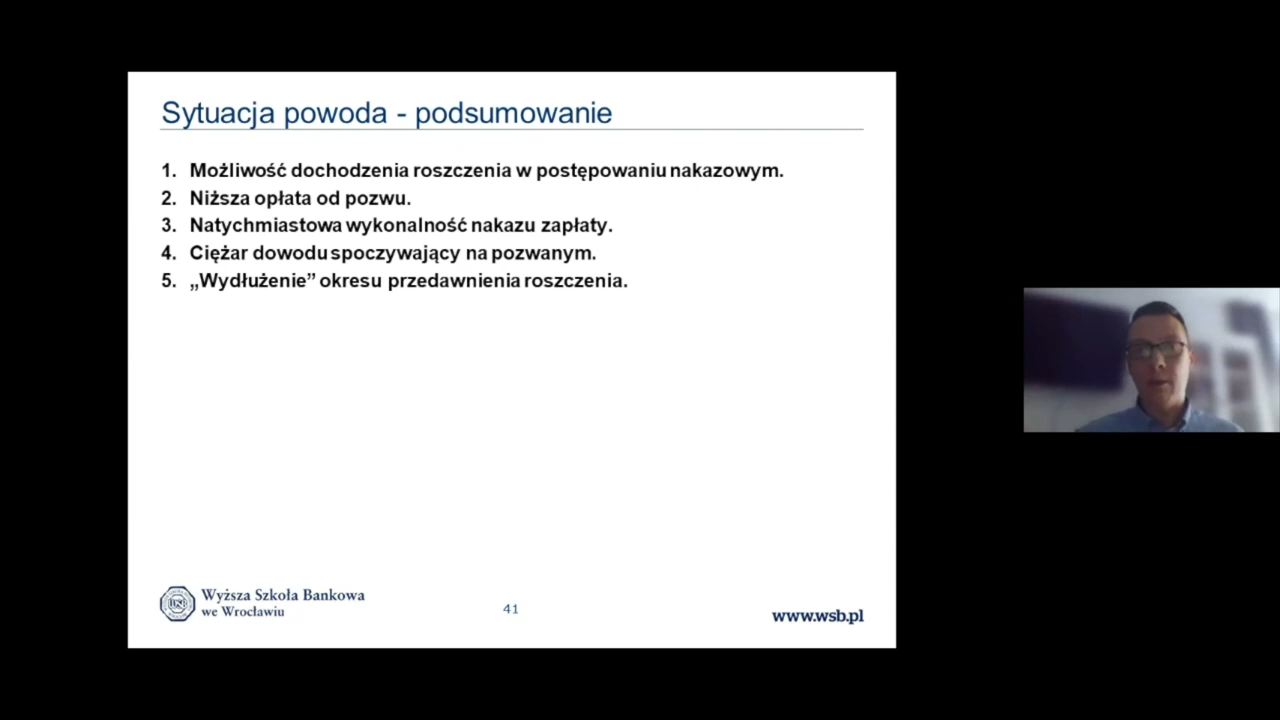 Sytuacja powoda - podsumowanie
1. Możliwość dochodzenia roszczenia w postępowaniu nakazowym.
2. Niższa opłata od pozwu.
3. Natychmiastowa wykonalność nakazu zapłaty.
4. Ciężar dowodu spoczywający na pozwanym.
5. „Wydłużenie” okresu przedawnienia roszczenia.
Wyższa Szkoła Bankowa
we Wrocławiu
41
www.wsb.pl